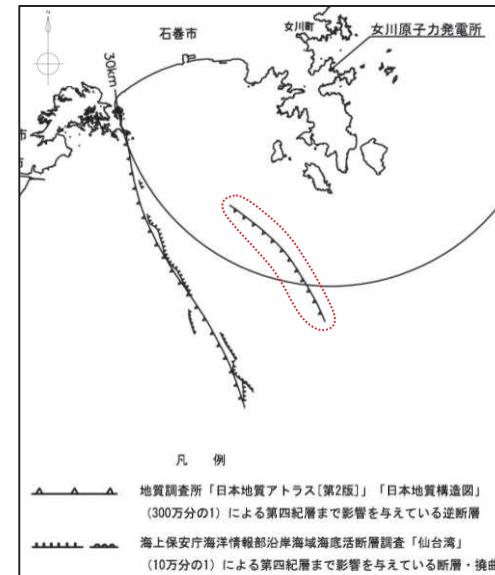 石巻市
女川町
女川原子力発電所
30km
市
凡 例
地質調査所「日本地質アトラス[第2版]」「日本地質構造図」
(300万分の1)による第四紀層まで影響を与えている逆断層
海上保安庁海洋情報部沿岸海域海底活断層調査「仙台湾」
(10万分の1)による第四紀層まで影響を与えている断層・撓曲